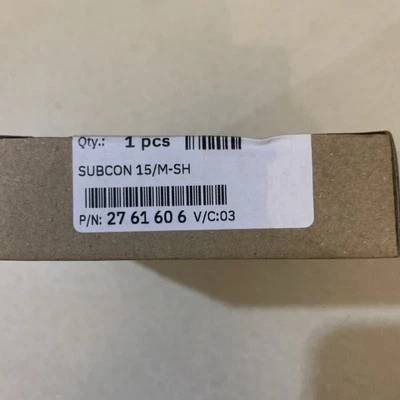 Qty.: 1 pcs
SUBCON 15/M-SH
P/N: 27 61 60 6 V/C:03